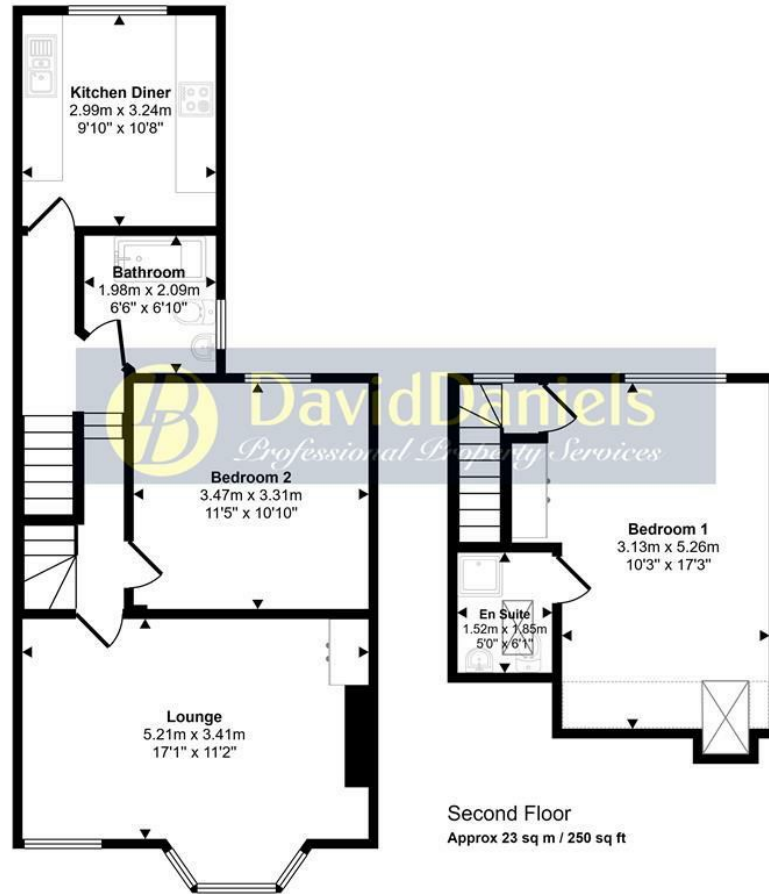 Kitchen Diner
2.99m x 3.24m
9'10" x 10'8"
Bathroom
1.98m x 2.09m
6'6" x 6'10"
DD
DavidDaniels
Professional Property Services
Bedroom 2
3.47m x 3.31m
11'5" x 10'10"
Bedroom 1
3.13m x 5.26m
10'3" x 17'3"
En Suite
1.52m x 1.85m
5'0" x 6'1"
Lounge
5.21m x 3.41m
17'1" x 11'2"
Second Floor
Approx 23 sq m / 250 sq ft